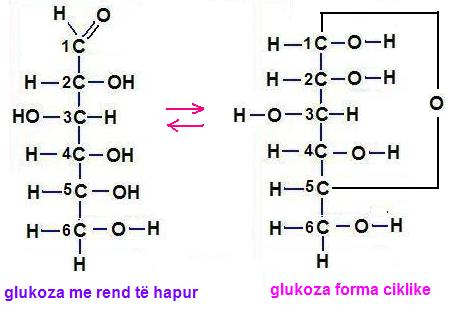 H O
1C
H 2C OH
HO 3C H
H 4C OH
H 5C OH
H 6C O H
H
glukoza me rend të hapur
H 1C O H
H 2C O H
O
H O 3C H
H 4C O H
H 5C
H 6C O H
H
glukoza forma ciklike